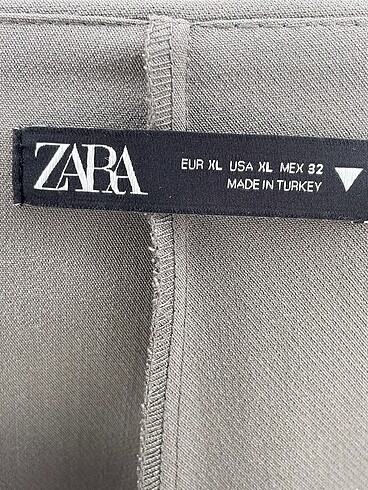 ZARA
EUR XL USA XL MEX 32
MADE IN TURKEY